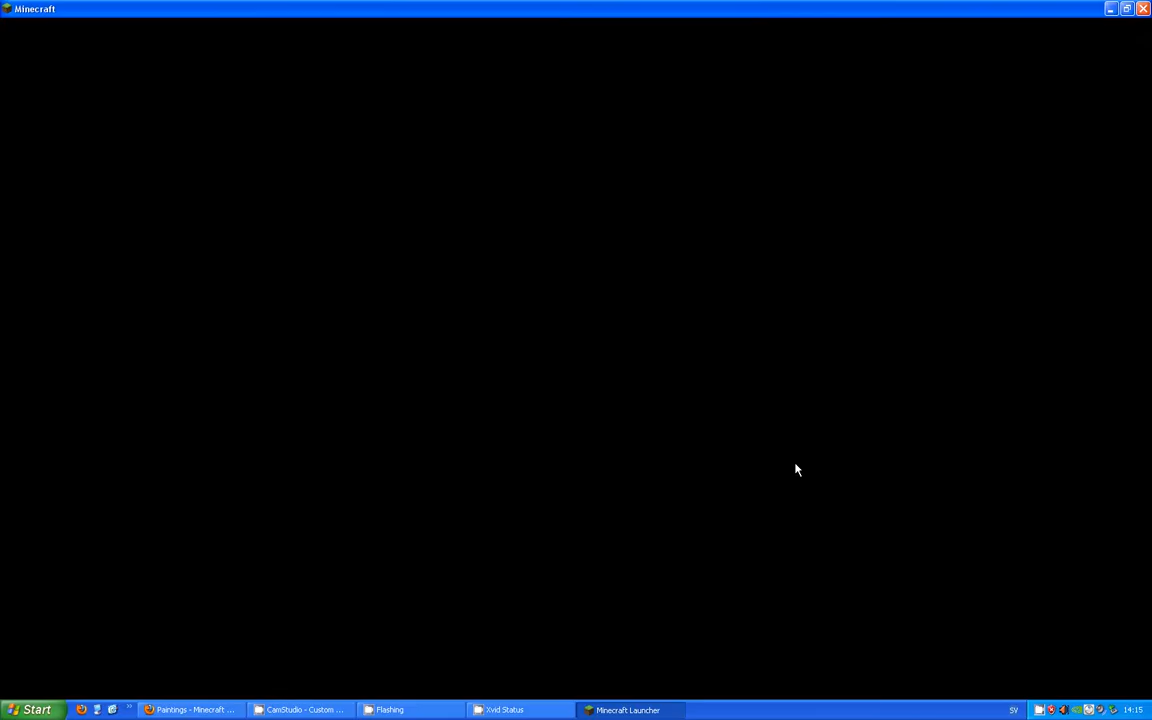 Minecraft
Start
Paintings - Minecraft ...
CamStudio - Custom ...
Flashing
Xvid Status
Minecraft Launcher
SV
14:15